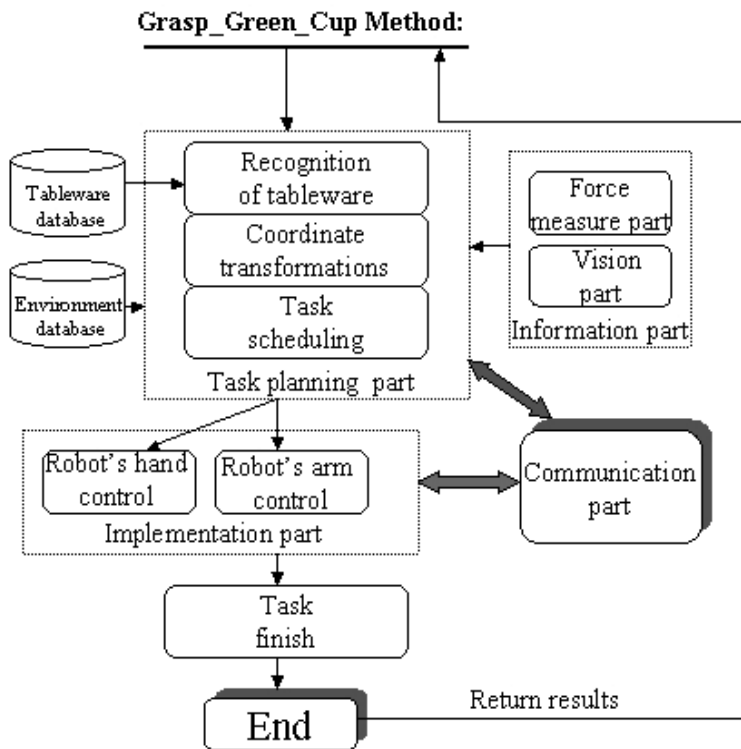 Grasp_Green_Cup Method:
Recognition
of tableware
Tableware
database
Coordinate
transformations
Force
measure part
Vision
part
Information part
Environment
database
Task
scheduling
Task planning part
Robot's hand
control
Robot's arm
control
Implementation part
Communication
part
Task
finish
End
Return results